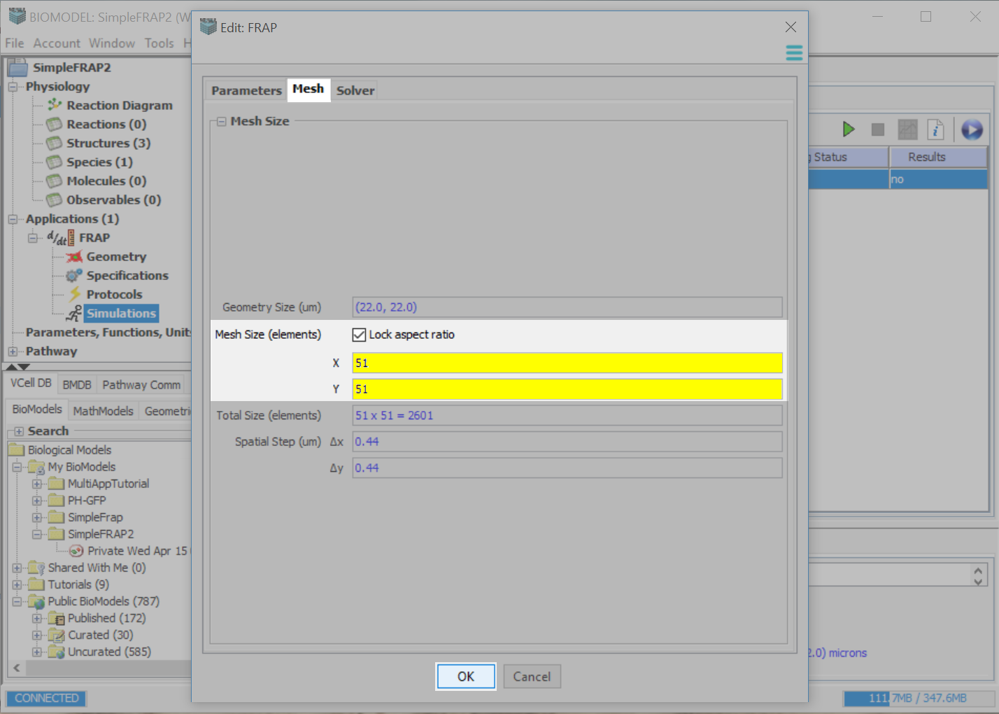 BIOMODEL: SimpleFRAP2 (W
File Account Window Tools H
SimpleFRAP2
Physiology
Reaction Diagram
Reactions (0)
Structures (3)
Species (1)
Molecules (0)
Observables (0)
Applications (1)
d/dt FRAP
Geometry
Specifications
Protocols
Simulations
Parameters, Functions, Units
Pathway
VCell DB BMDB Pathway Comm
BioModels MathModels Geometri
Search
Biological Models
My BioModels
MultiAppTutorial
PH-GFP
SimpleFrap
SimpleFRAP2
Private Wed Apr 15
Shared With Me (0)
Tutorials (9)
Public BioModels (787)
Published (172)
Curated (30)
Uncurated (585)
CONNECTED
Edit: FRAP
Parameters Mesh Solver
Mesh Size
Geometry Size (um) (22.0, 22.0)
Mesh Size (elements) Lock aspect ratio
X 51
Y 51
Total Size (elements) 51 x 51 = 2601
Spatial Step (um) Δx 0.44
Δy 0.44
OK Cancel
g Status Results
no
2.0) microns
111.7MB / 347.6MB